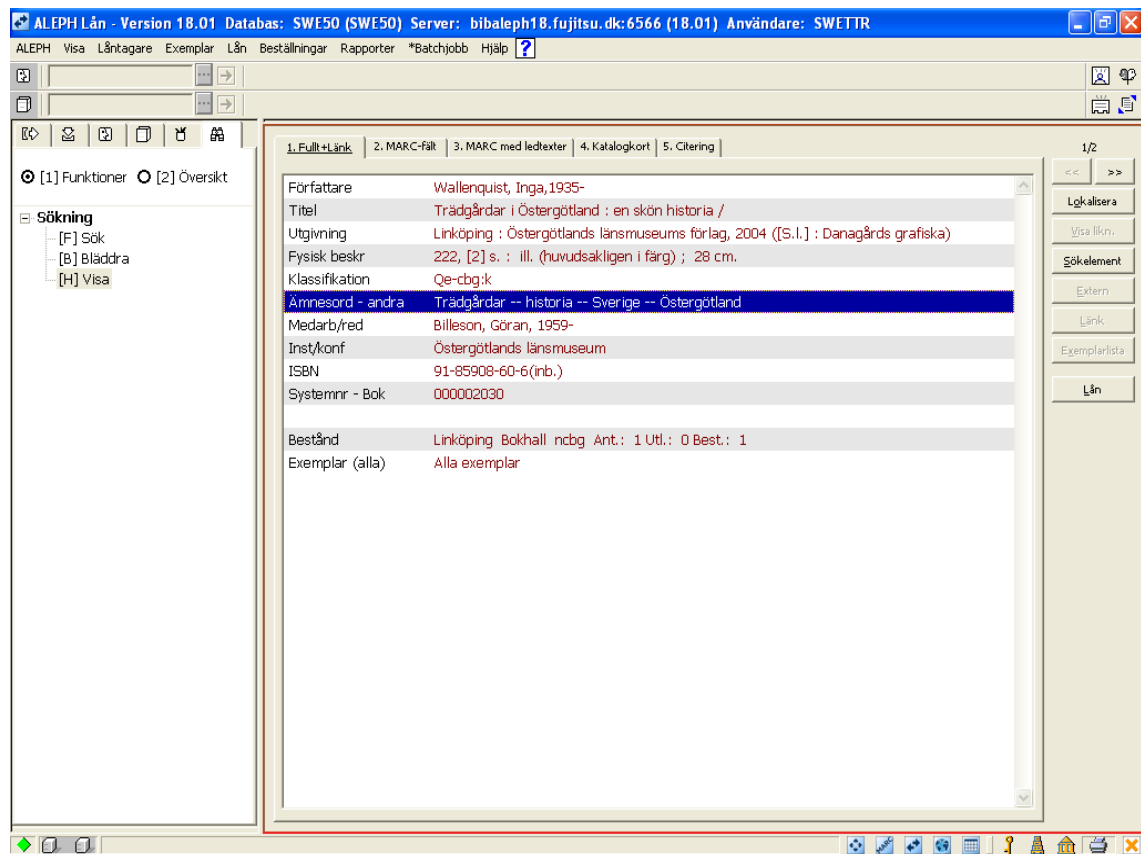 ALEPH Lån - Version 18.01 Databas: SWE50 (SWE50) Server: bibaleph18.fujitsu.dk:6566 (18.01) Användare: SWETTR
ALEPH Visa Låntagare Exemplar Lån Beställningar Rapporter *Batchjobb Hjälp ?
1. Fullt+Länk 2. MARC-fält 3. MARC med ledtexter 4. Katalogkort 5. Citering
1/2
<< >>
[1] Funktioner [2] Översikt
Sökning
[F] Sök
[B] Bläddra
[H] Visa
Författare Wallenquist, Inga,1935-
Titel Trädgårdar i Östergötland : en skön historia /
Utgivning Linköping : Östergötlands länsmuseums förlag, 2004 ([S.l.] : Danagårds grafiska)
Fysisk beskr 222, [2] s. : ill. (huvudsakligen i färg) ; 28 cm.
Klassifikation Qe-cbg:k
Ämnesord - andra Trädgårdar -- historia -- Sverige -- Östergötland
Medarb/red Billeson, Göran, 1959-
Inst/konf Östergötlands länsmuseum
ISBN 91-85908-60-6(inb.)
Systemnr - Bok 000002030
Bestånd Linköping Bokhall ncbg Ant.: 1 Utl.: 0 Best.: 1
Exemplar (alla) Alla exemplar
Lokalisera
Visa likn.
Sökelement
Extern
Länk
Exemplarlista
Lån
MARC